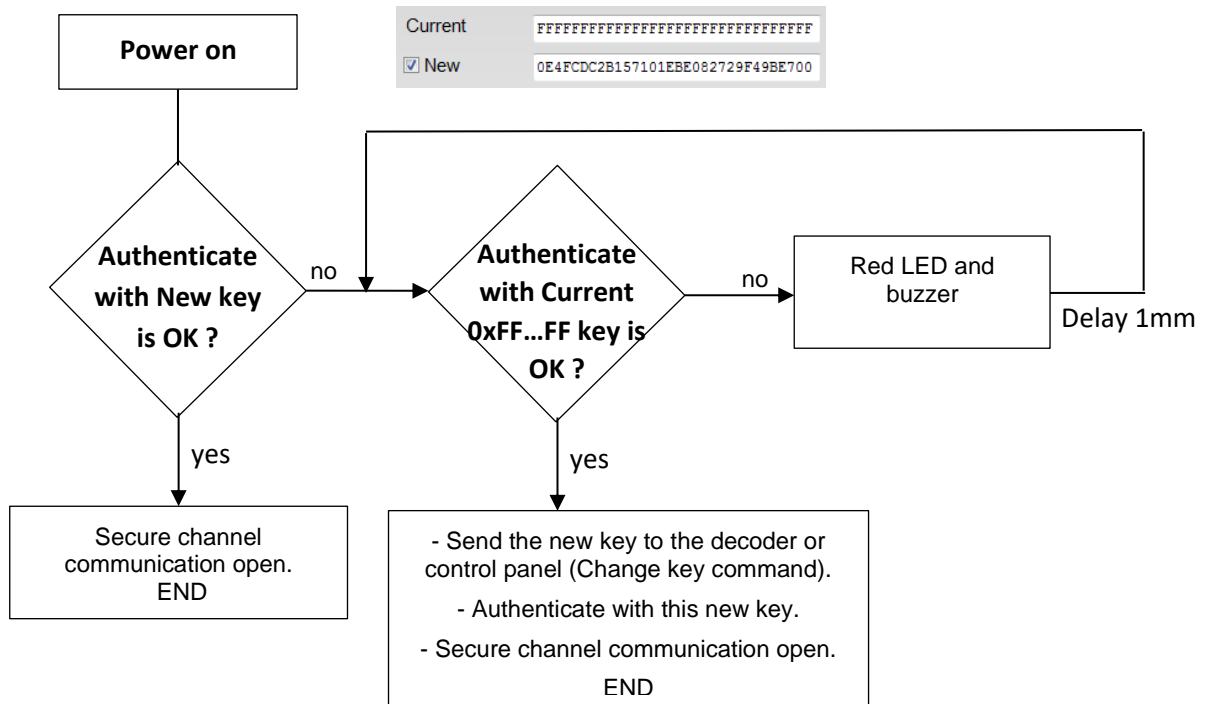 Power on
Current FFFFFFFFFFFFFFFFFFFFFFFFFFFFFFFF
New 0E4FCDC2B157101EBE082729F49BE700
Authenticate
with New key
is OK ?
no
Authenticate
with Current
0xFF...FF key is
OK ?
no
Red LED and
buzzer
Delay 1mm
yes
yes
Secure channel
communication open.
END
- Send the new key to the decoder or
control panel (Change key command).
- Authenticate with this new key.
- Secure channel communication open.
END